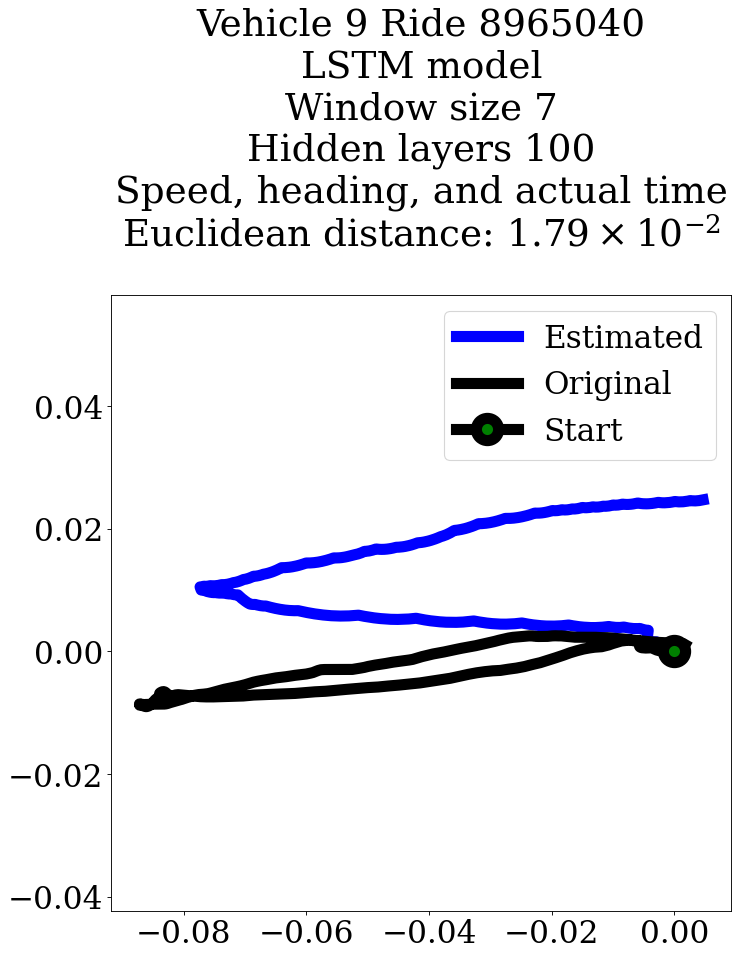 Vehicle 9 Ride 8965040
LSTM model
Window size 7
Hidden layers 100
Speed, heading, and actual time
Euclidean distance: 1.79 × 10⁻²
Estimated
Original
Start
0.04
0.02
0.00
−0.02
−0.04
−0.08 −0.06 −0.04 −0.02 0.00